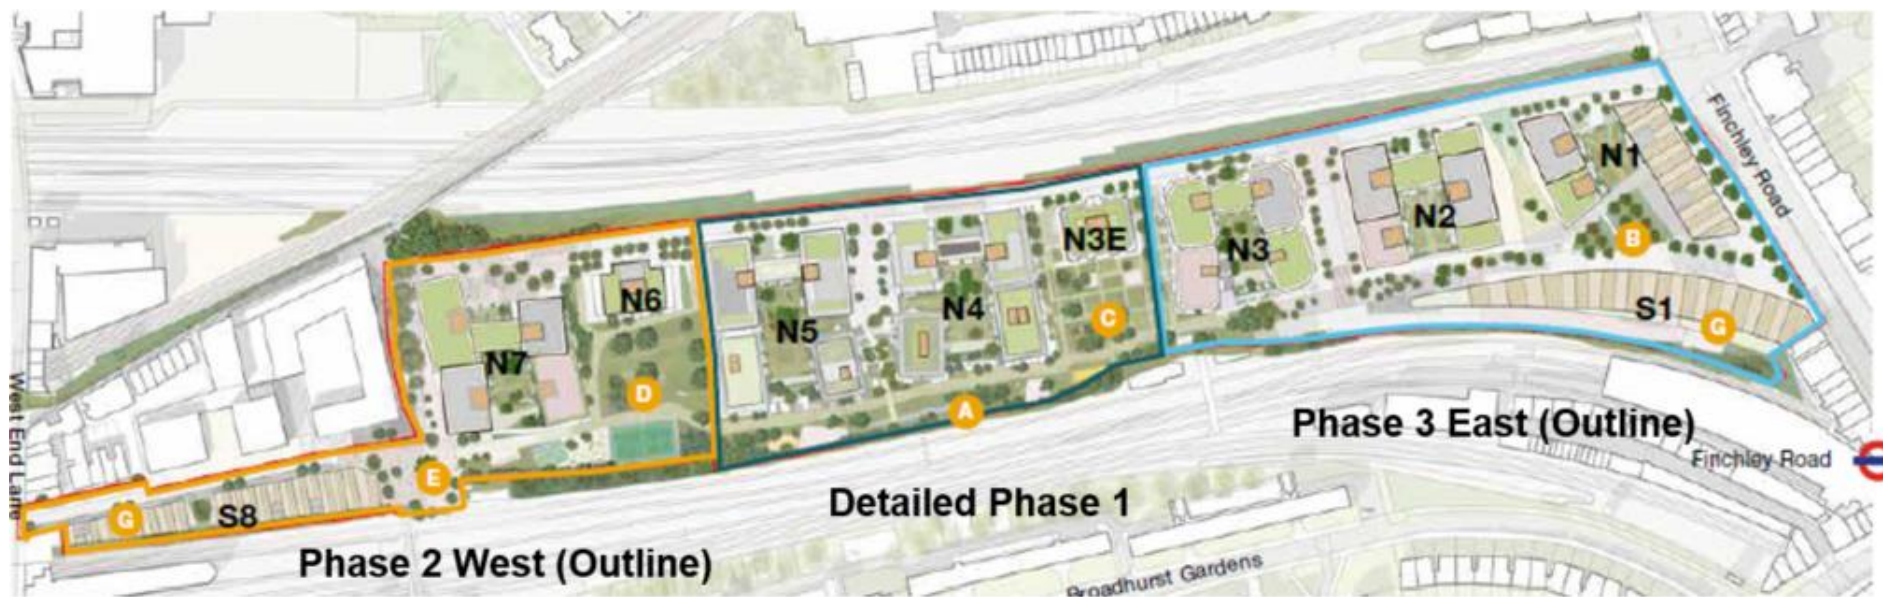 Finchley Road
N1
B
N2
N3
N3E
S1
G
N4
C
N5
A
N6
N7
D
E
S8
G
West End Lane
Phase 3 East (Outline)
Finchley Road
Detailed Phase 1
Phase 2 West (Outline)
Broadhurst Gardens